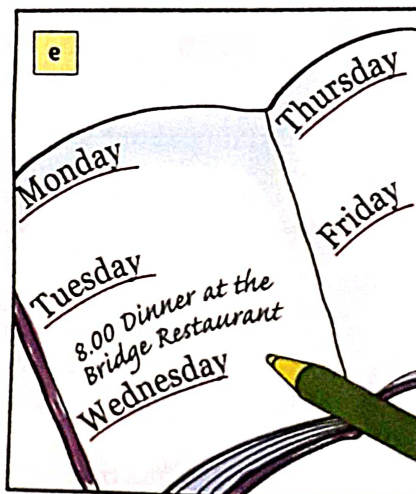 e
Monday
Tuesday
8.00 Dinner at the
Bridge Restaurant
Wednesday
Thursday
Friday